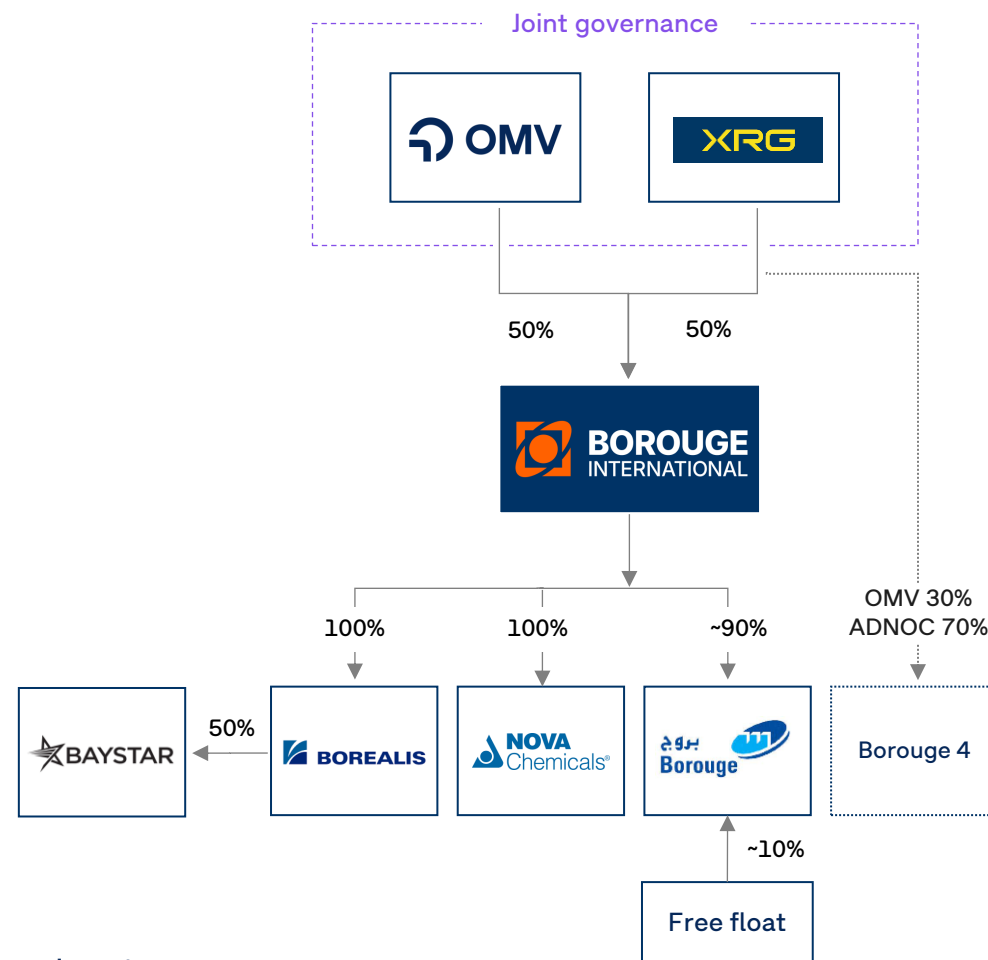 Joint governance
OMV
XRG
50%
50%
BOROUGE
INTERNATIONAL
OMV 30%
ADNOC 70%
100%
100%
~90%
BAYSTAR
50%
BOREALIS
NOVA
Chemicals®
بروج
Borouge
Borouge 4
~10%
Free float